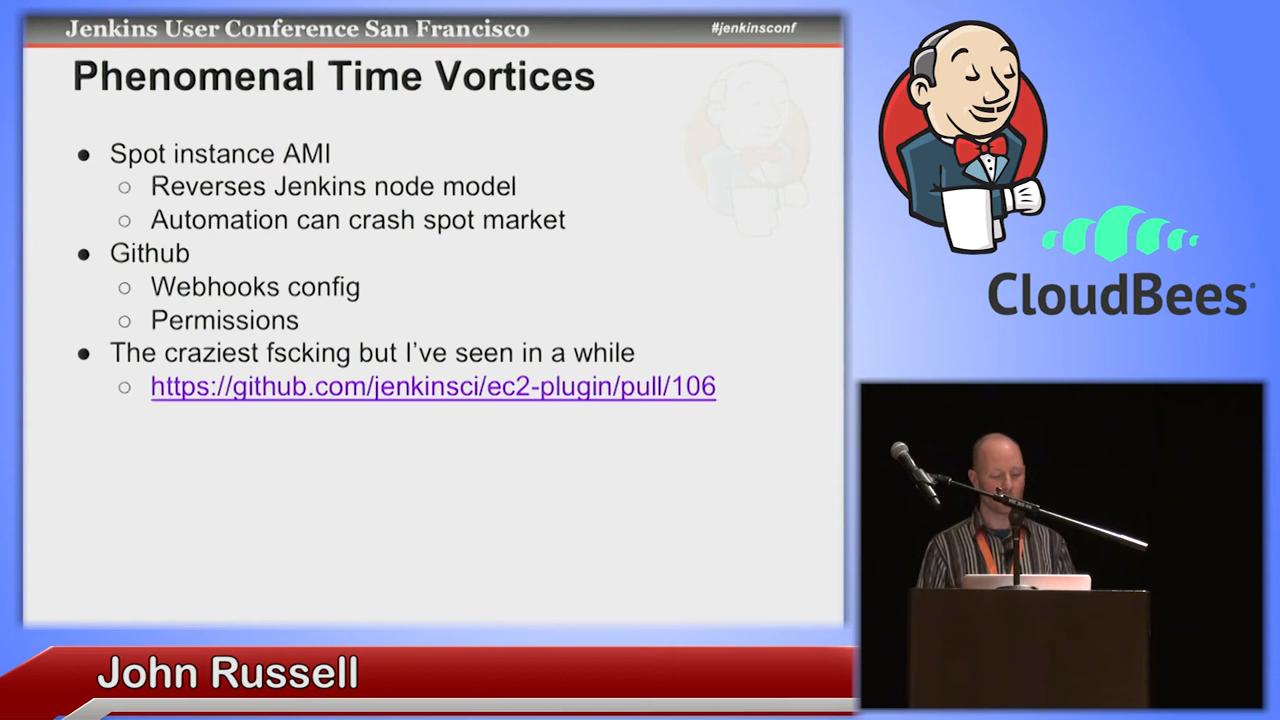 Jenkins User Conference San Francisco
#jenkinsconf
Phenomenal Time Vortices
● Spot instance AMI
○ Reverses Jenkins node model
○ Automation can crash spot market
● Github
○ Webhooks config
○ Permissions
● The craziest fscking but I've seen in a while
○ https://github.com/jenkinsci/ec2-plugin/pull/106
CloudBees
John Russell